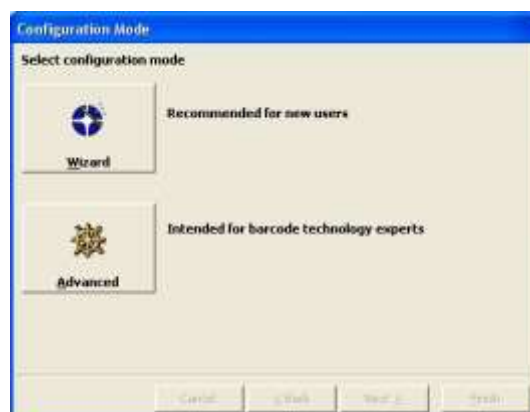 Configuration Mode
Select configuration mode
Recommended for new users
Wizard
Intended for barcode technology experts
Advanced
Cancel
< Back
Next >
Finish